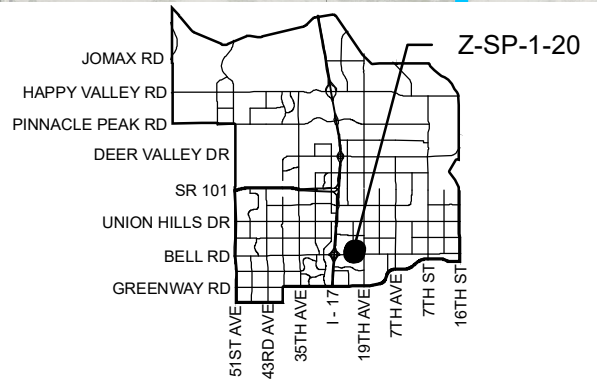 Z-SP-1-20
JOMAX RD
HAPPY VALLEY RD
PINNACLE PEAK RD
DEER VALLEY DR
SR 101
UNION HILLS DR
BELL RD
GREENWAY RD
51ST AVE
43RD AVE
35TH AVE
I - 17
19TH AVE
7TH AVE
7TH ST
16TH ST